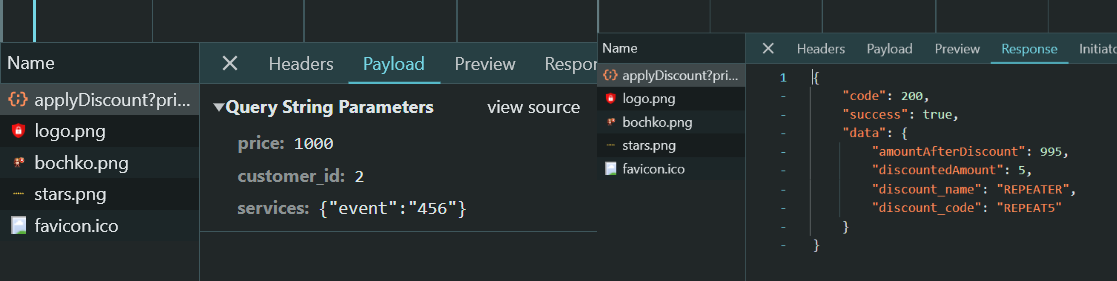 Name
Headers Payload Preview Respon
applyDiscount?pri...
logo.png
bochko.png
stars.png
favicon.ico
Query String Parameters view source
price: 1000
customer_id: 2
services: {"event":"456"}
Name
Headers Payload Preview Response Initiato
applyDiscount?pri...
logo.png
bochko.png
stars.png
favicon.ico
1 {
- "code": 200,
- "success": true,
- "data": {
- "amountAfterDiscount": 995,
- "discountedAmount": 5,
- "discount_name": "REPEATER",
- "discount_code": "REPEAT5"
- }
- }